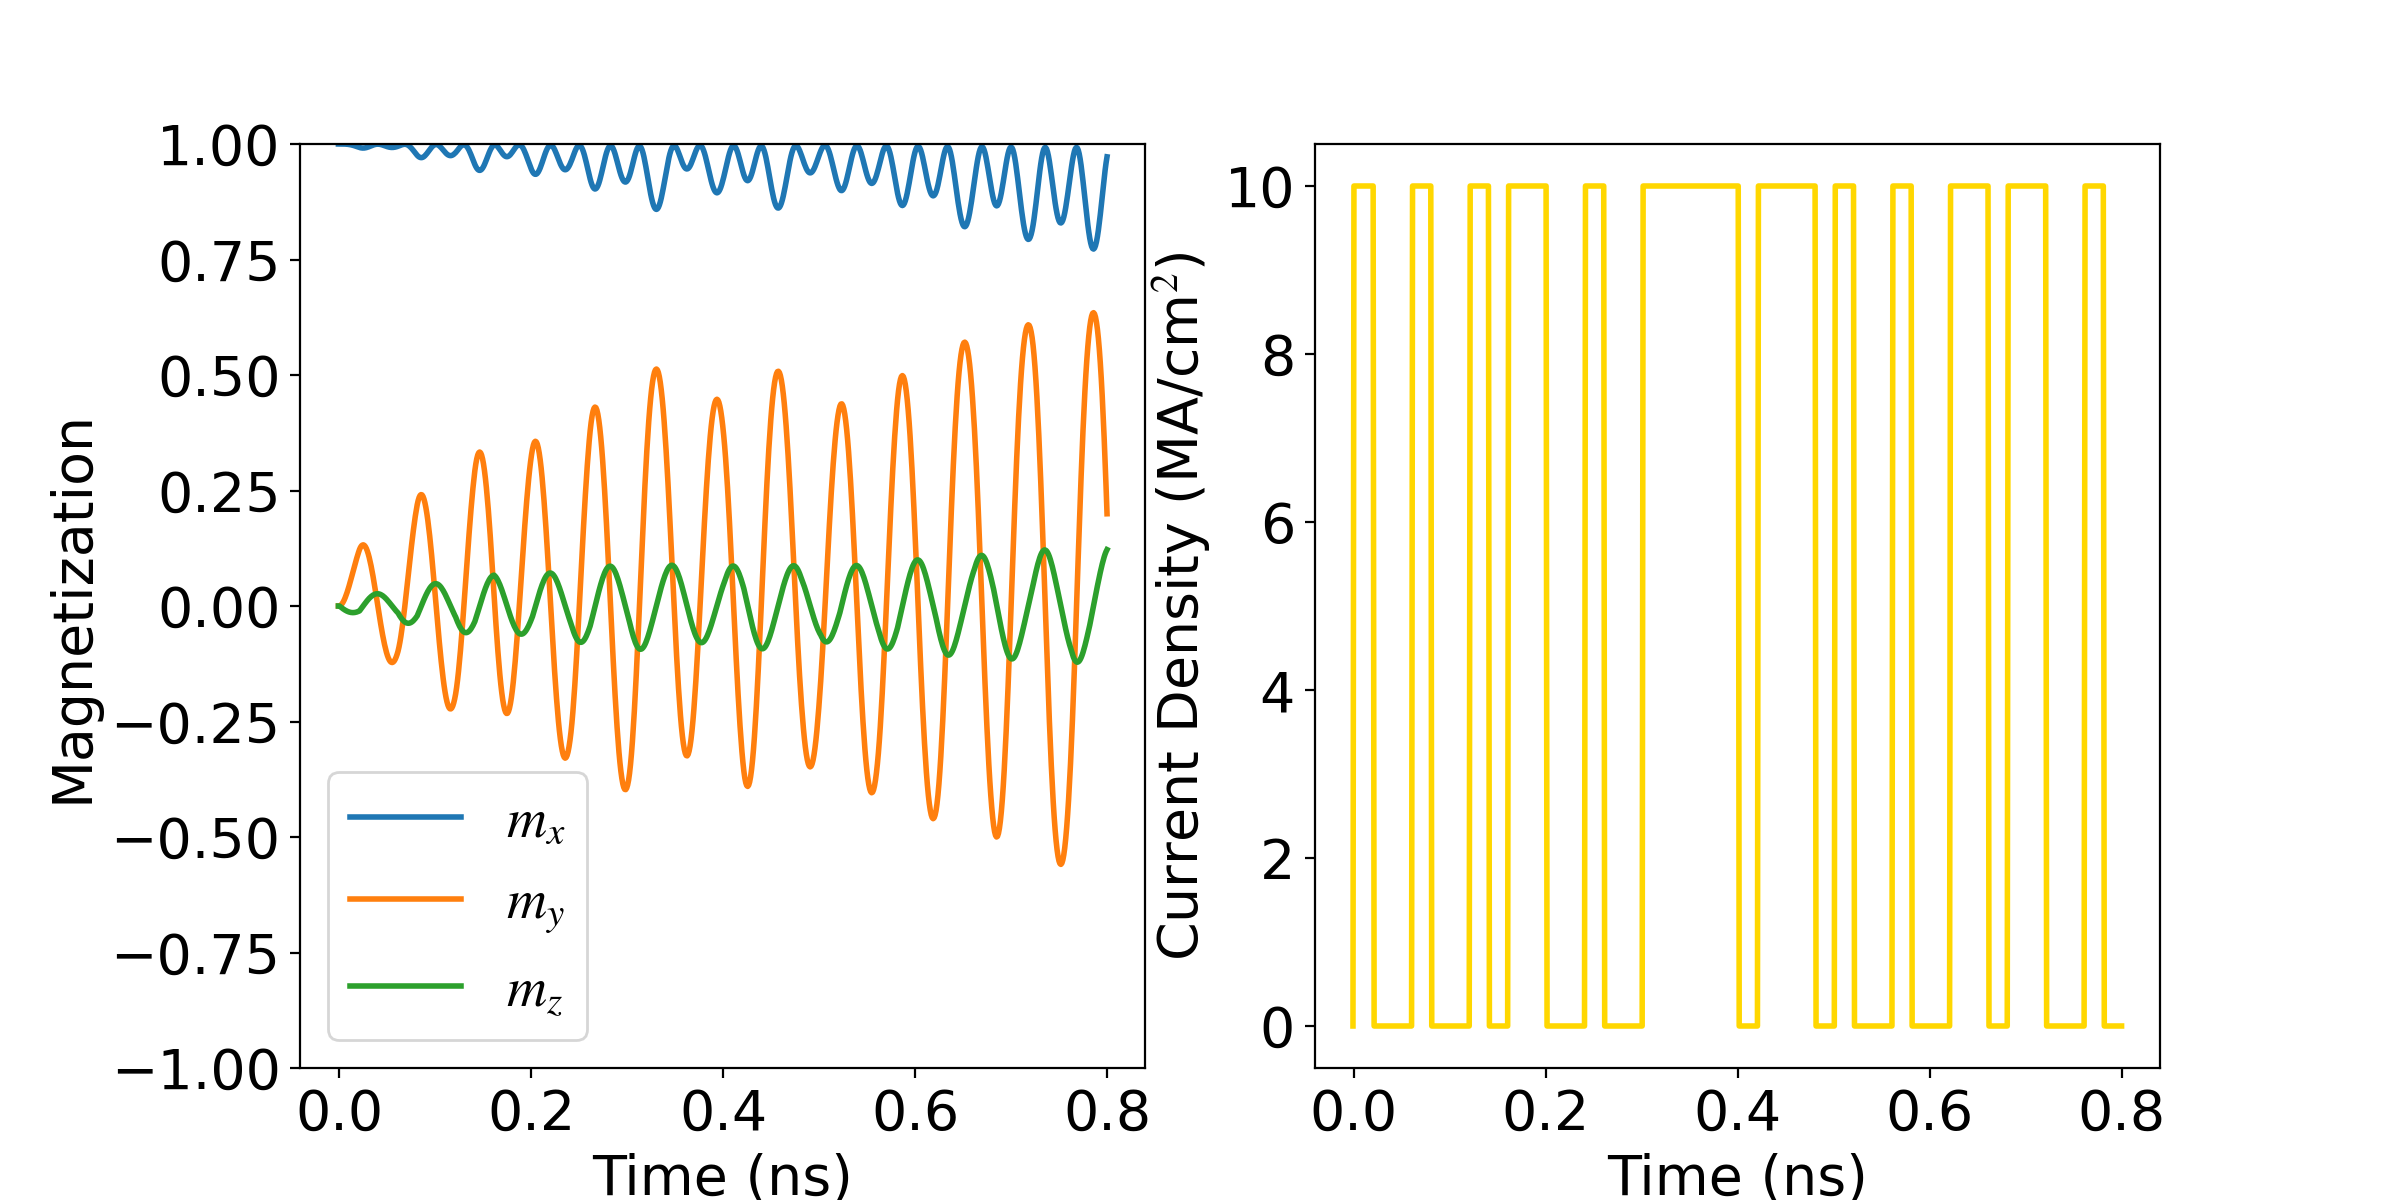 Magnetization
1.00
0.75
0.50
0.25
0.00
−0.25
−0.50
−0.75
−1.00
m_x
m_y
m_z
0.0 0.2 0.4 0.6 0.8
Time (ns)
Current Density (MA/cm²)
10
8
6
4
2
0
0.0 0.2 0.4 0.6 0.8
Time (ns)